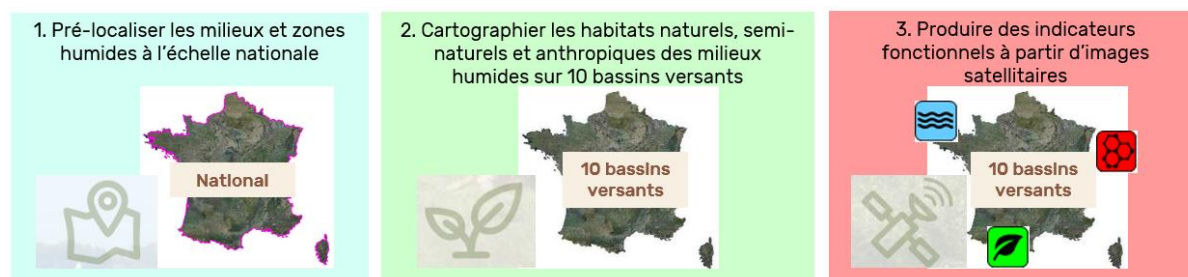 1. Pré-localiser les milieux et zones
humides à l'échelle nationale
National
2. Cartographier les habitats naturels, semi-
naturels et anthropiques des milieux
humides sur 10 bassins versants
10 bassins
versants
3. Produire des indicateurs
fonctionnels à partir d'images
satellitaires
10 bassins
versants